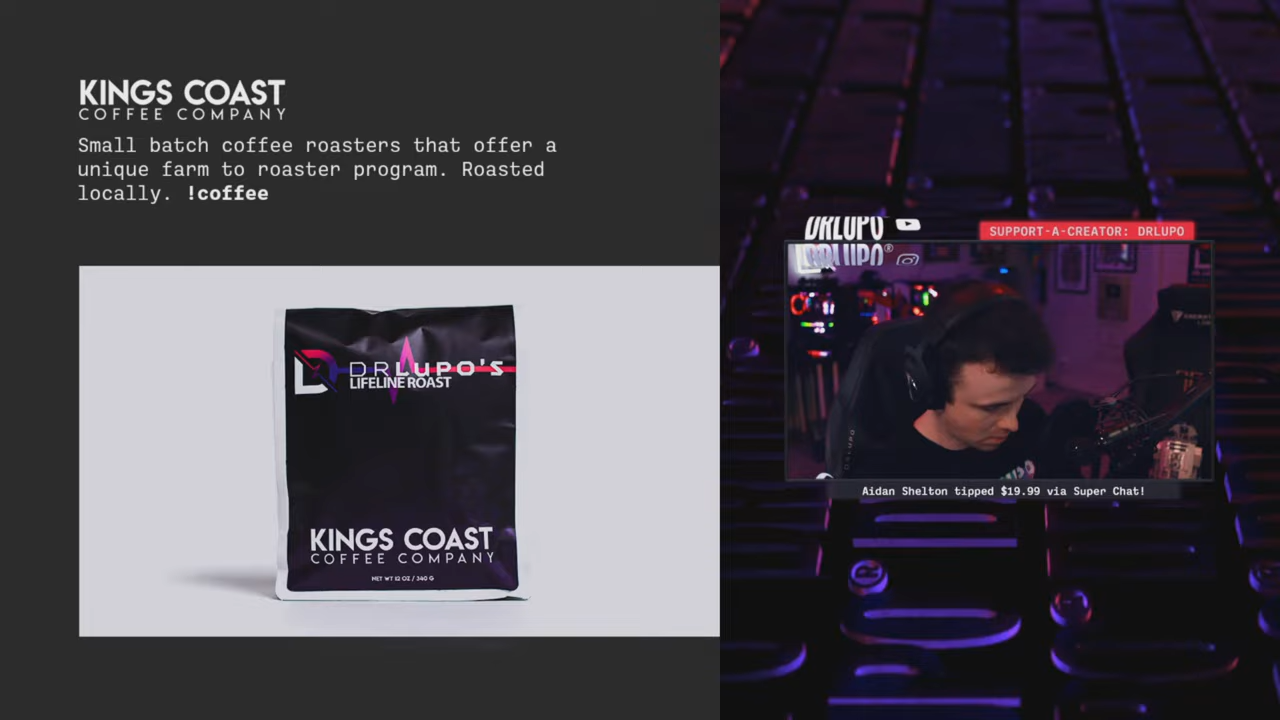 KINGS COAST
COFFEE COMPANY
Small batch coffee roasters that offer a
unique farm to roaster program. Roasted
locally. !coffee
DRLUPO'S
LIFELINE ROAST
KINGS COAST
COFFEE COMPANY
NET WT 12 OZ / 340 G
DRLUPO
DRLUPO®
SUPPORT-A-CREATOR: DRLUPO
DRLUPO
Aidan Shelton tipped $19.99 via Super Chat!